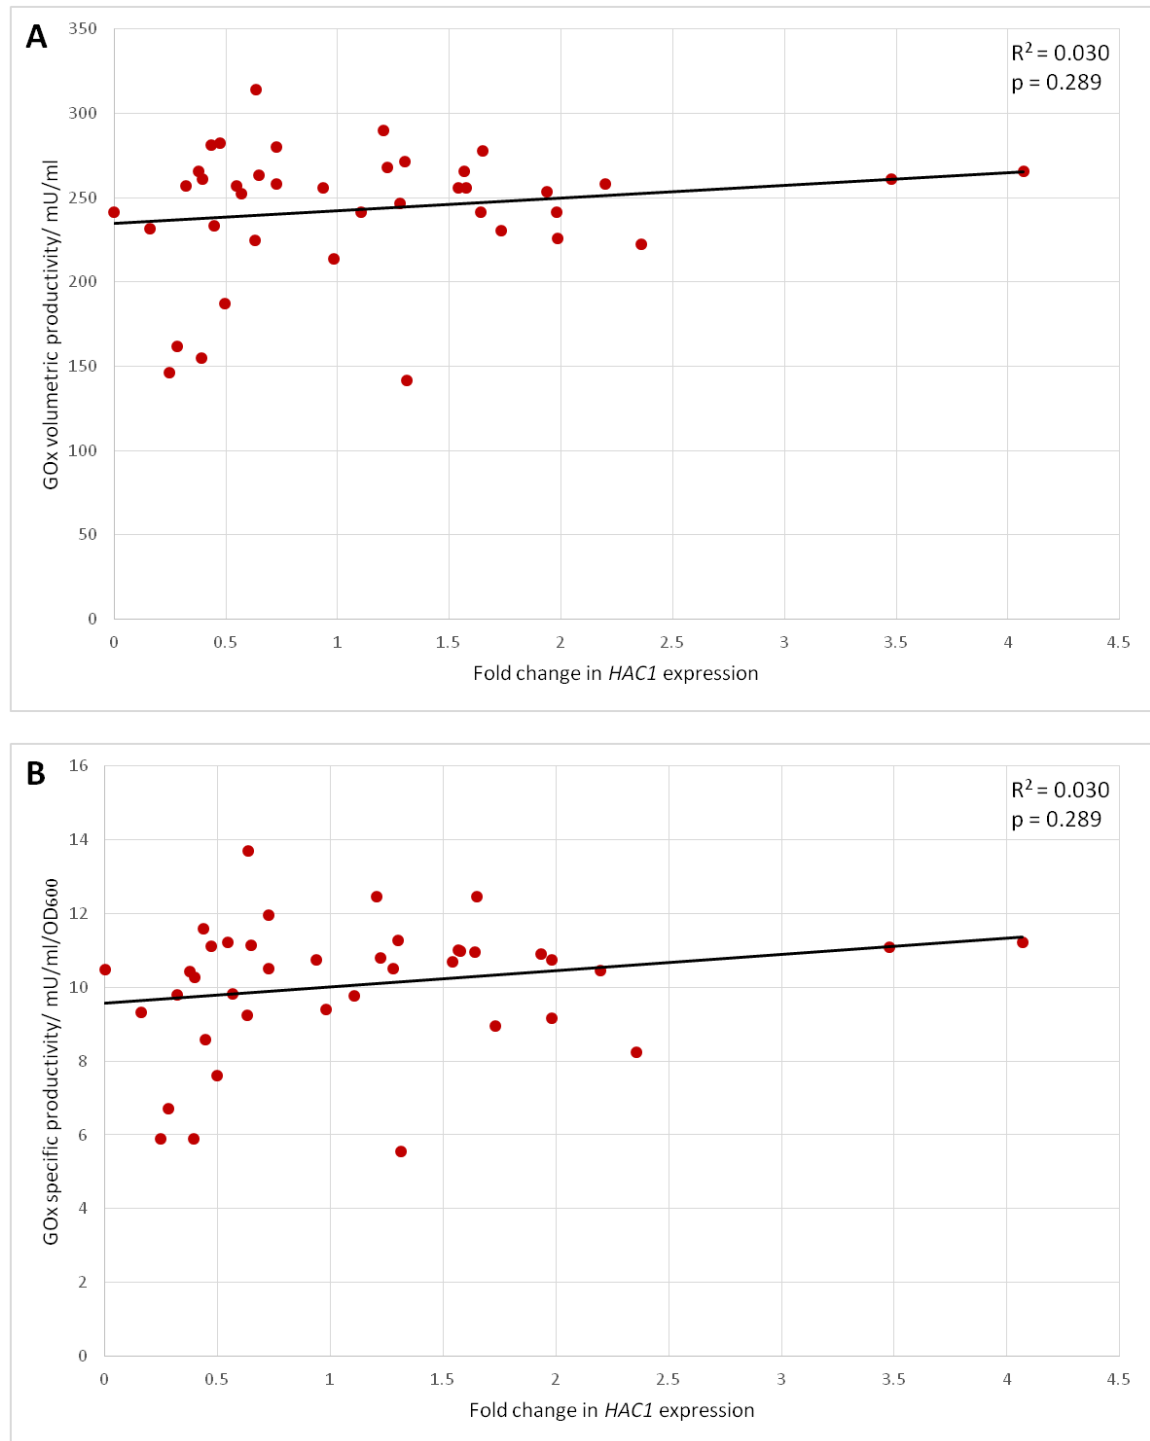 A
R² = 0.030
p = 0.289
350
300
250
200
150
100
50
0
GOx volumetric productivity/ mU/ml
0 0.5 1 1.5 2 2.5 3 3.5 4 4.5
Fold change in HAC1 expression
B
R² = 0.030
p = 0.289
16
14
12
10
8
6
4
2
0
GOx specific productivity/ mU/ml/OD600
0 0.5 1 1.5 2 2.5 3 3.5 4 4.5
Fold change in HAC1 expression